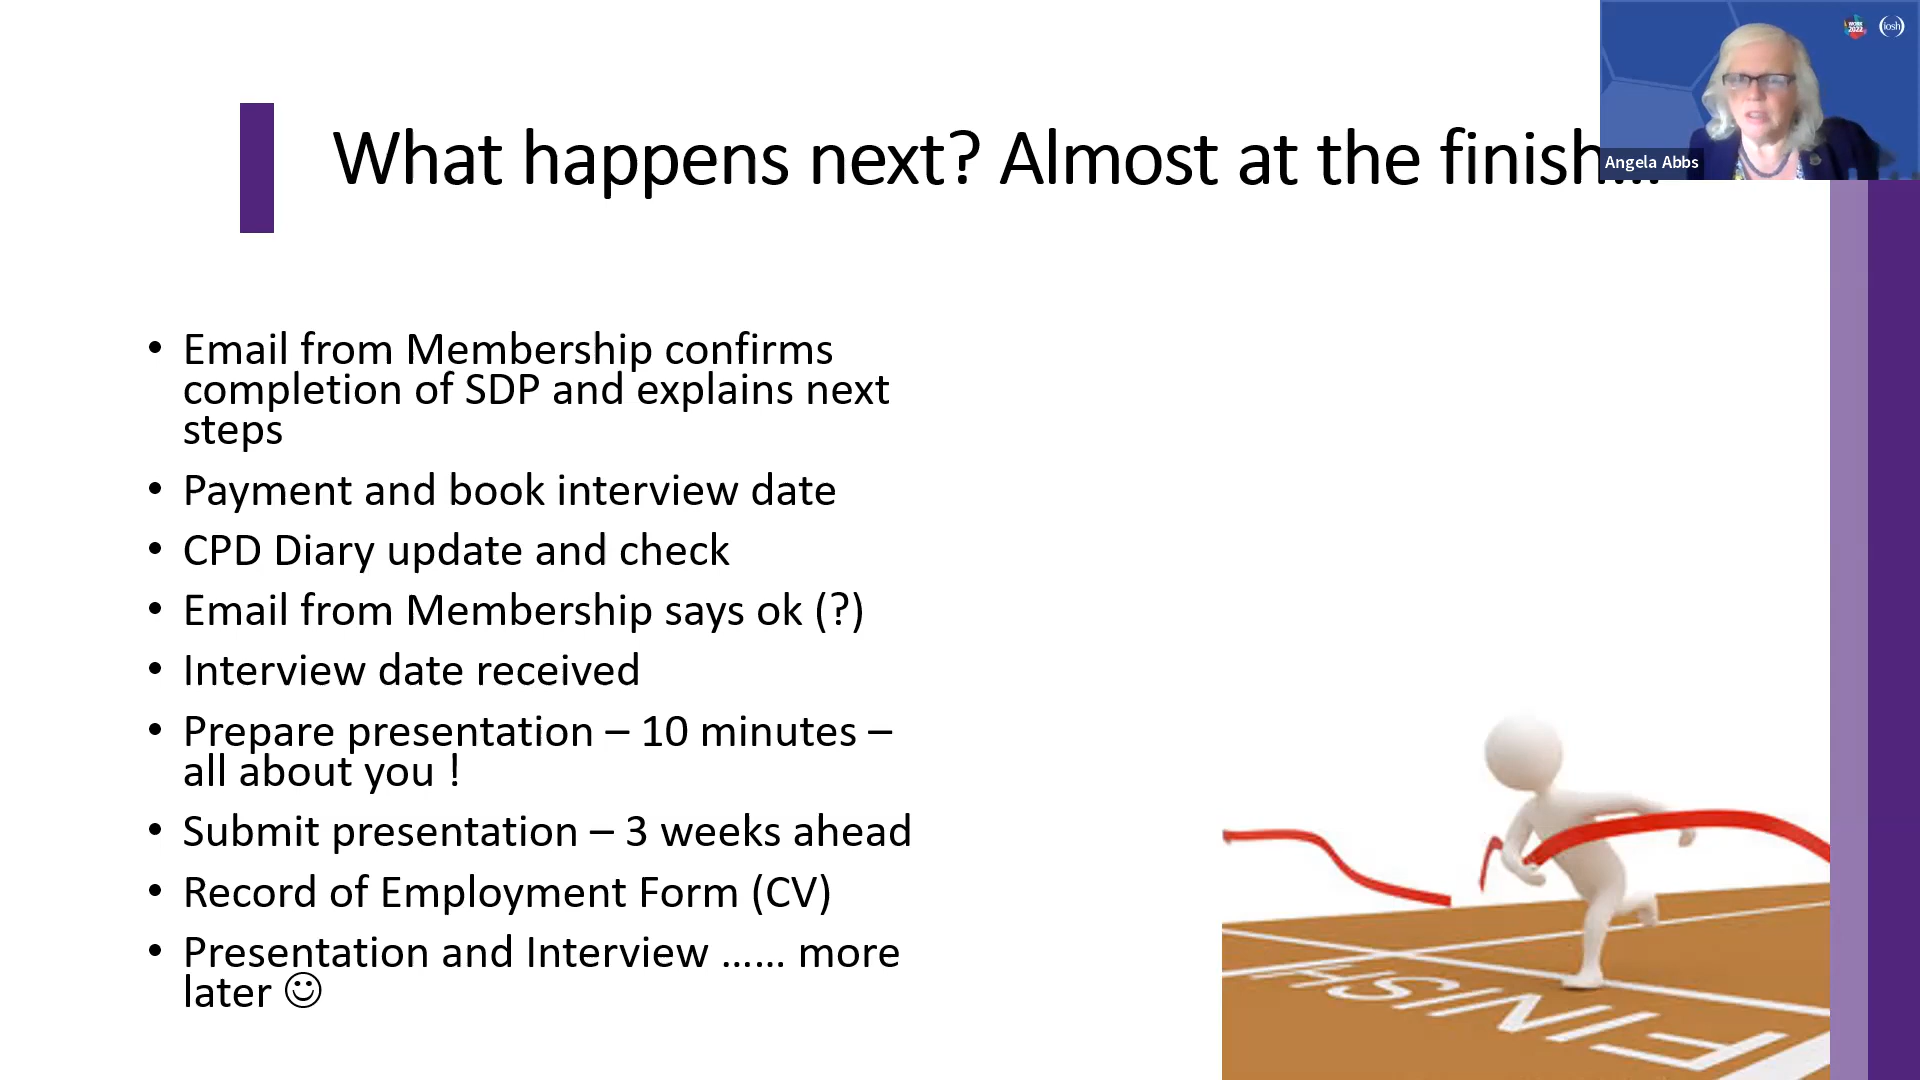 What happens next? Almost at the finish...
WORK
2022
iosh
Angela Abbs
• Email from Membership confirms
completion of SDP and explains next
steps
• Payment and book interview date
• CPD Diary update and check
• Email from Membership says ok (?)
• Interview date received
• Prepare presentation – 10 minutes –
all about you !
• Submit presentation – 3 weeks ahead
• Record of Employment Form (CV)
• Presentation and Interview …… more
later ☺
FINISH